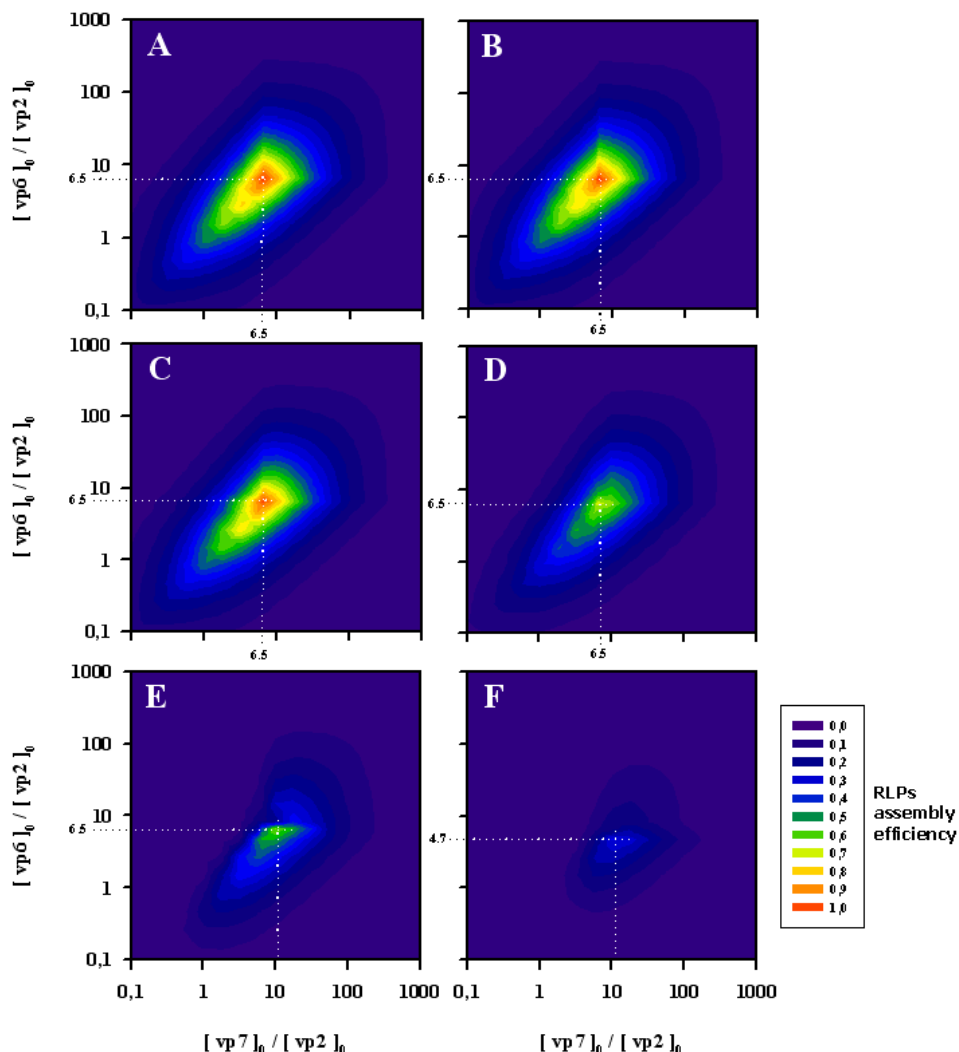 1000
A
B
[ vp6 ]0 / [ vp2 ]0
100
10
6.5
6.5
1
0,1
6.5
6.5
1000
C
D
[ vp6 ]0 / [ vp2 ]0
100
10
6.5
6.5
1
0,1
6.5
6.5
1000
E
F
[ vp6 ]0 / [ vp2 ]0
100
10
6.5
4.7
1
0,1
0,1 1 10 100 1000
0,1 1 10 100 1000
[ vp7 ]0 / [ vp2 ]0
[ vp7 ]0 / [ vp2 ]0
0,0
0,1
0,2
0,3
0,4
0,5
0,6
0,7
0,8
0,9
1,0
RLPs
assembly
efficiency